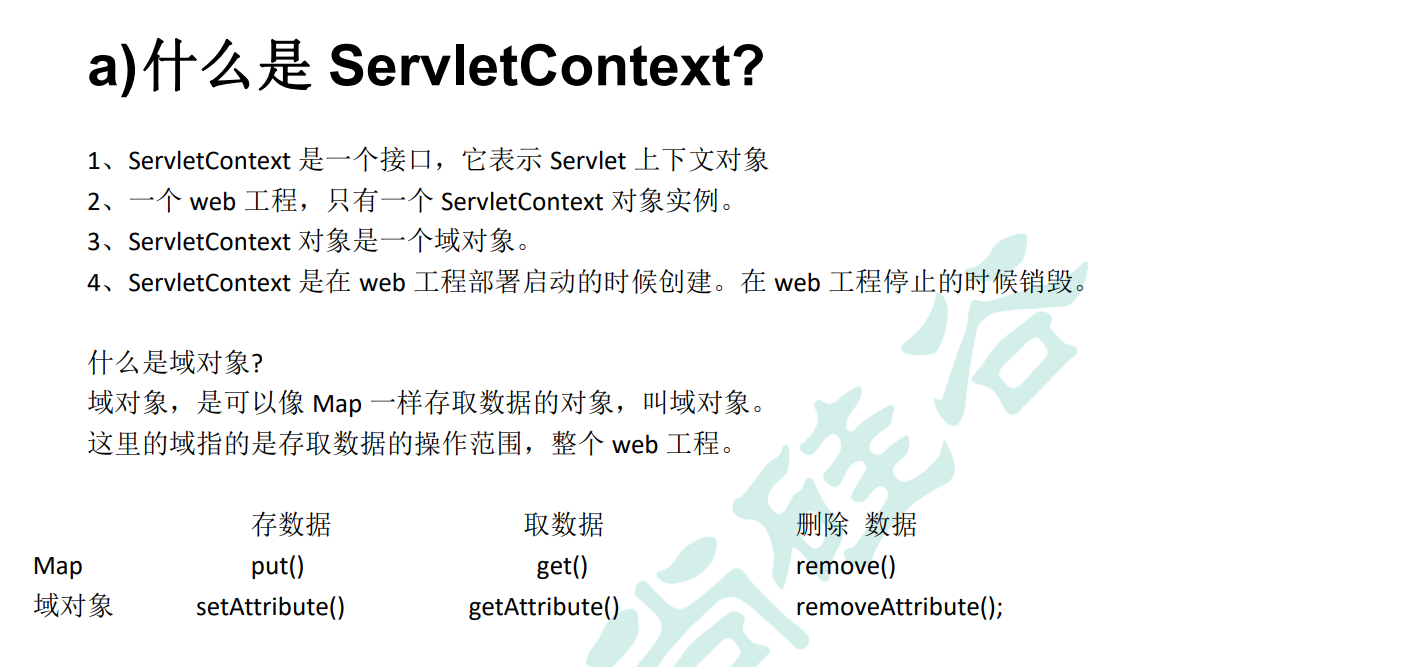 a)什么是 ServletContext?
1、ServletContext 是一个接口，它表示 Servlet 上下文对象
2、一个 web 工程，只有一个 ServletContext 对象实例。
3、ServletContext 对象是一个域对象。
4、ServletContext 是在 web 工程部署启动的时候创建。在 web 工程停止的时候销毁。
什么是域对象?
域对象，是可以像 Map 一样存取数据的对象，叫域对象。
这里的域指的是存取数据的操作范围，整个 web 工程。
存数据 取数据 删除 数据
Map put() get() remove()
域对象 setAttribute() getAttribute() removeAttribute();
尚硅谷